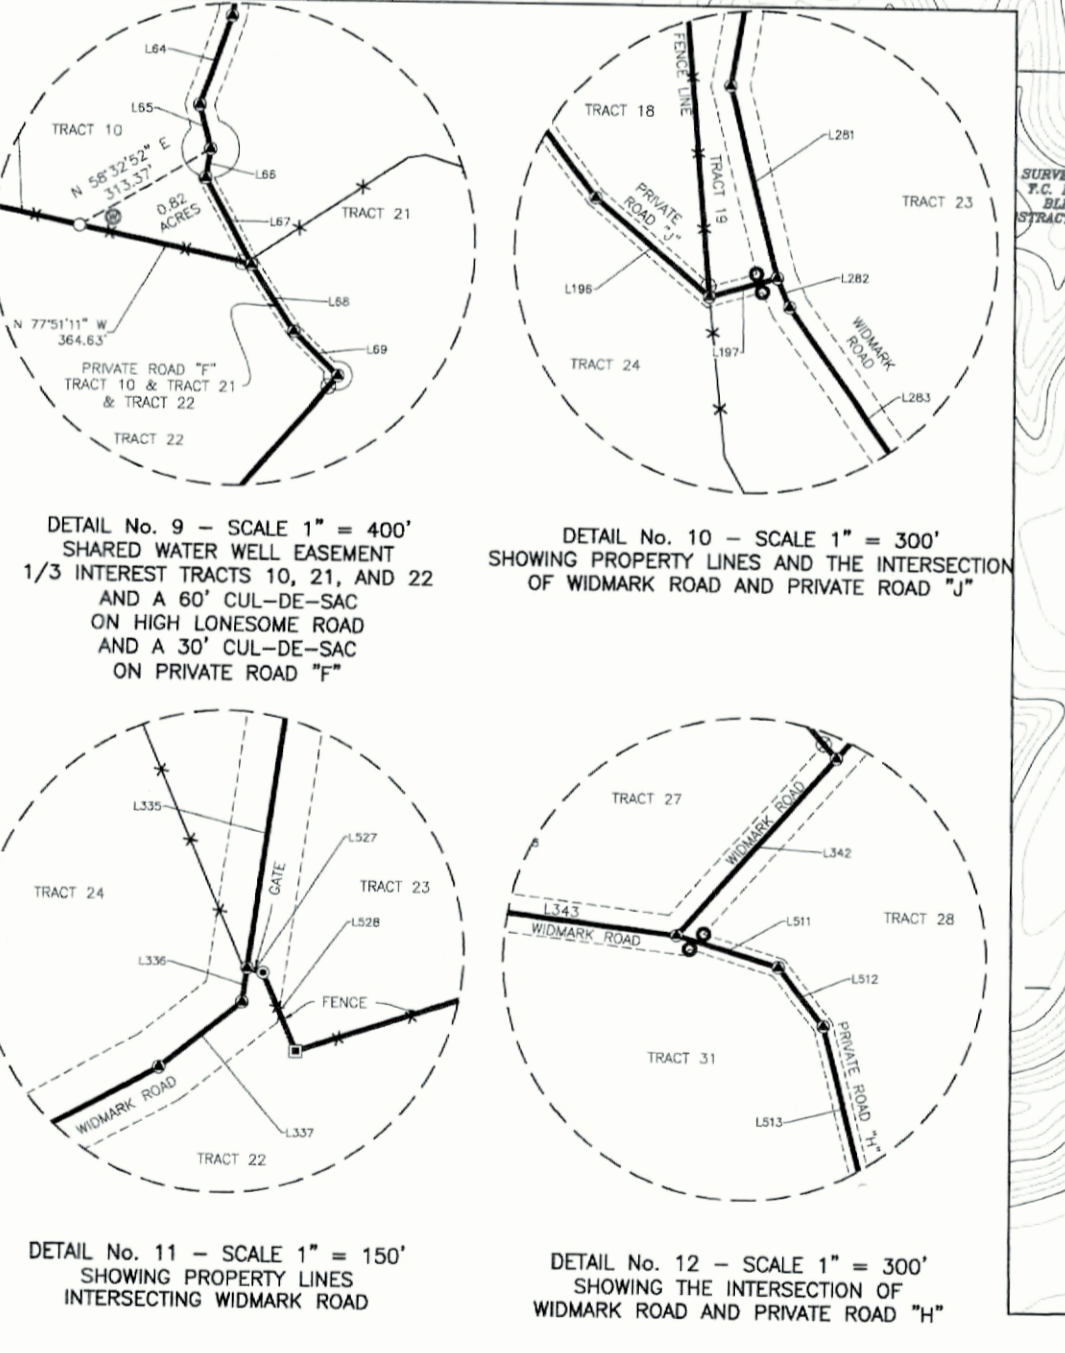 L64
L65
TRACT 10
N 58°32'52" E
313.37'
L66
0.82
ACRES
L67
TRACT 21
L68
N 77°51'11" W
364.63'
L69
PRIVATE ROAD "F"
TRACT 10 & TRACT 21
& TRACT 22
TRACT 22
DETAIL No. 9 – SCALE 1" = 400'
SHARED WATER WELL EASEMENT
1/3 INTEREST TRACTS 10, 21, AND 22
AND A 60' CUL–DE–SAC
ON HIGH LONESOME ROAD
AND A 30' CUL–DE–SAC
ON PRIVATE ROAD "F"
FENCE LINE
TRACT 18
L281
TRACT 19
PRIVATE
ROAD "J"
TRACT 23
L196
L282
L197
WIDMARK
ROAD
TRACT 24
L283
DETAIL No. 10 – SCALE 1" = 300'
SHOWING PROPERTY LINES AND THE INTERSECTION
OF WIDMARK ROAD AND PRIVATE ROAD "J"
SURVE
T.C.
BL
STRACT
L335
L527
GATE
TRACT 24
TRACT 23
L528
L336
FENCE
WIDMARK ROAD
L337
TRACT 22
DETAIL No. 11 – SCALE 1" = 150'
SHOWING PROPERTY LINES
INTERSECTING WIDMARK ROAD
TRACT 27
WIDMARK ROAD
L342
L343
WIDMARK ROAD
L511
TRACT 28
L512
TRACT 31
PRIVATE ROAD "H"
L513
DETAIL No. 12 – SCALE 1" = 300'
SHOWING THE INTERSECTION OF
WIDMARK ROAD AND PRIVATE ROAD "H"